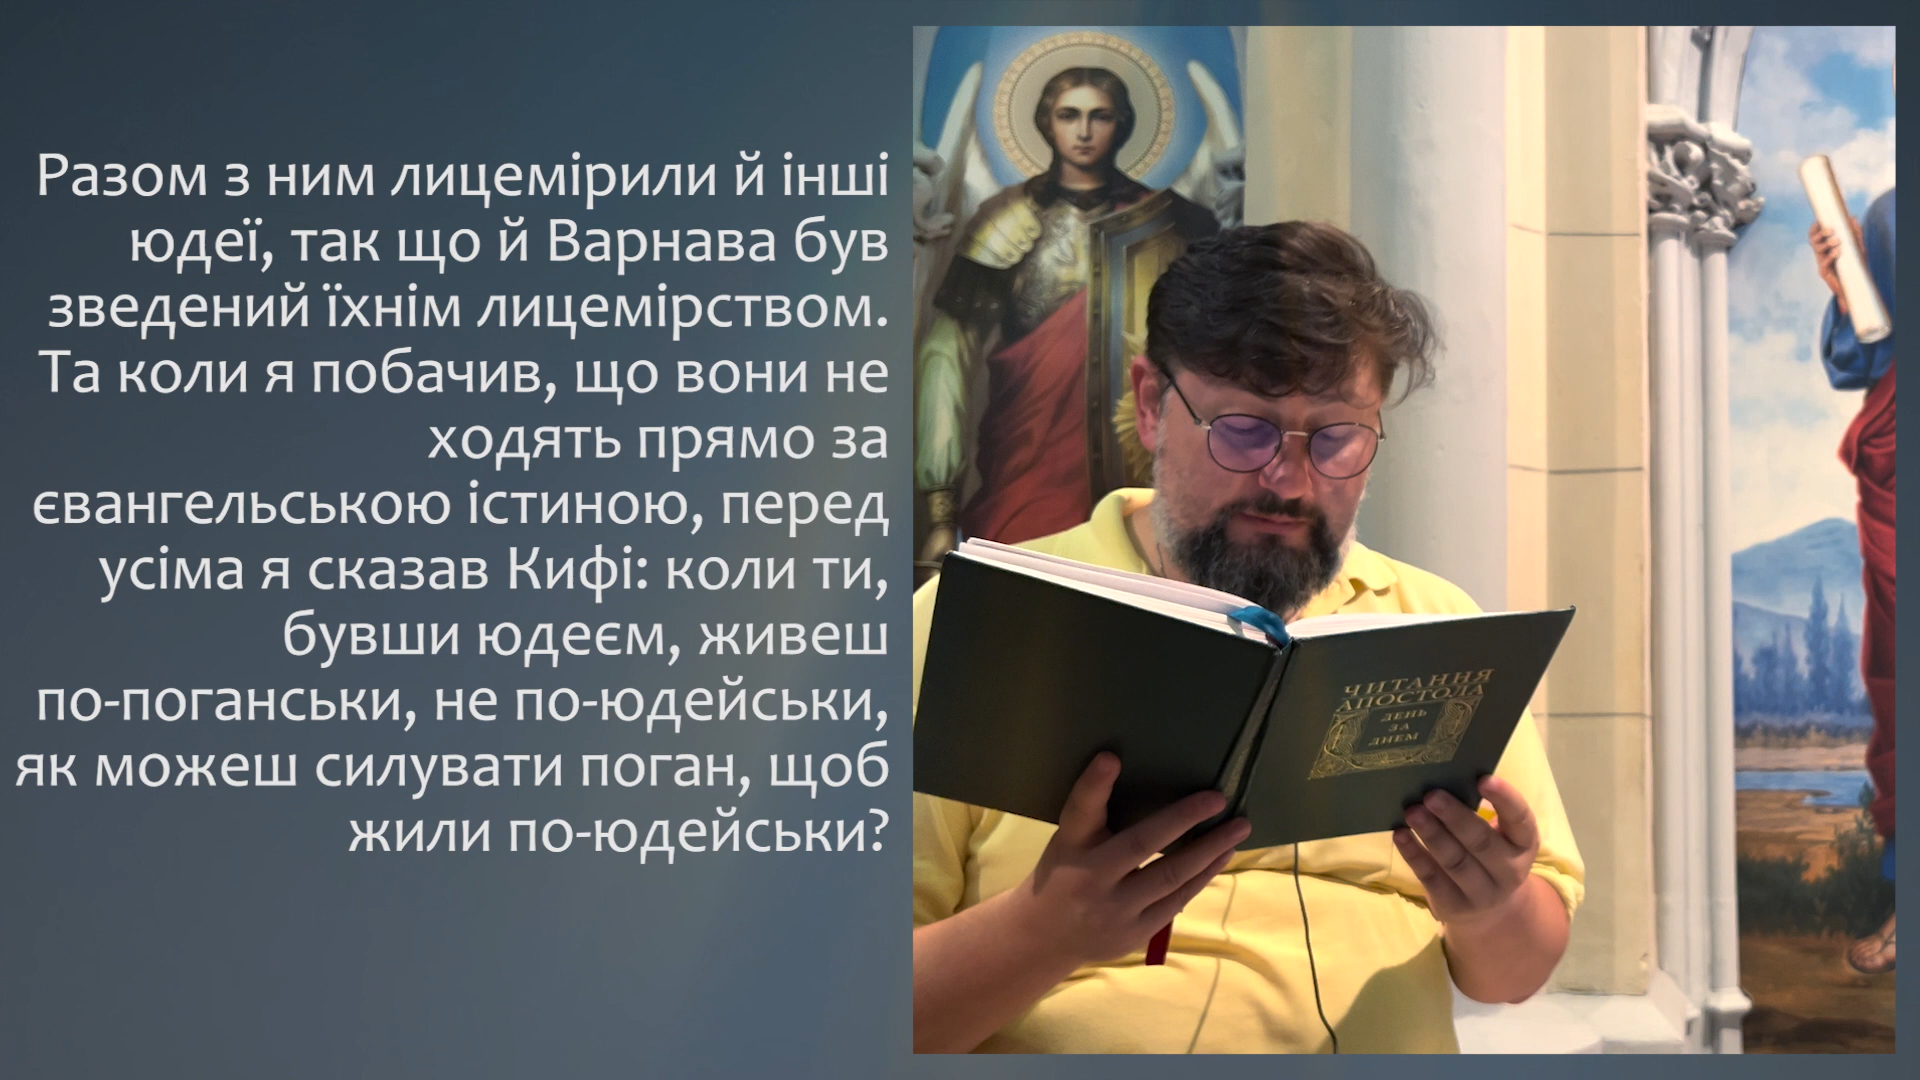 Разом з ним лицемірили й інші
юдеї, так що й Варнава був
зведений їхнім лицемірством.
Та коли я побачив, що вони не
ходять прямо за
євангельською істиною, перед
усіма я сказав Кифі: коли ти,
бувши юдеєм, живеш
по-поганськи, не по-юдейськи,
як можеш силувати поган, щоб
жили по-юдейськи?
ЧИТАННЯ
АПОСТОЛА
ДЕНЬ
ЗА
ДНЕМ